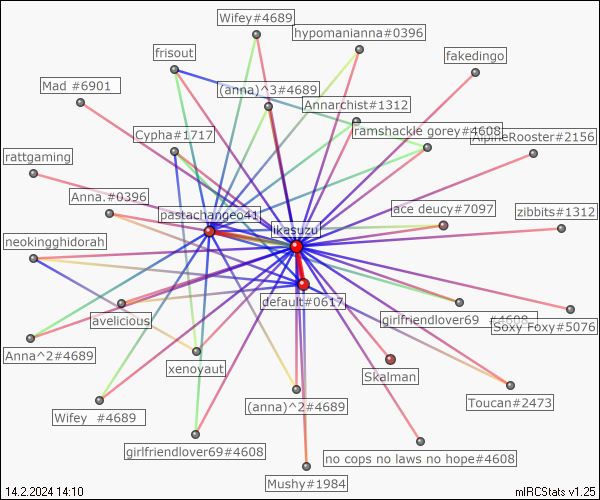 Wifey#4689
hypomanianna#0396
frisout
fakedingo
Mad #6901
(anna)^3#4689
Annarchist#1312
Cypha#1717
ramshackle gorey#4608
AlpineRooster#2156
rattgaming
Anna.#0396
pastachangeo41
ace deucy#7097
zibbits#1312
likasuzu
neokingghidorah
default#0617
avelicious
girlfriendlover69 #4608
Soxy Foxy#5076
Anna^2#4689
xenoyaut
Skalman
(anna)^2#4689
Toucan#2473
Wifey #4689
girlfriendlover69#4608
no cops no laws no hope#4608
Mushy#1984
14.2.2024 14:10
mIRCStats v1.25